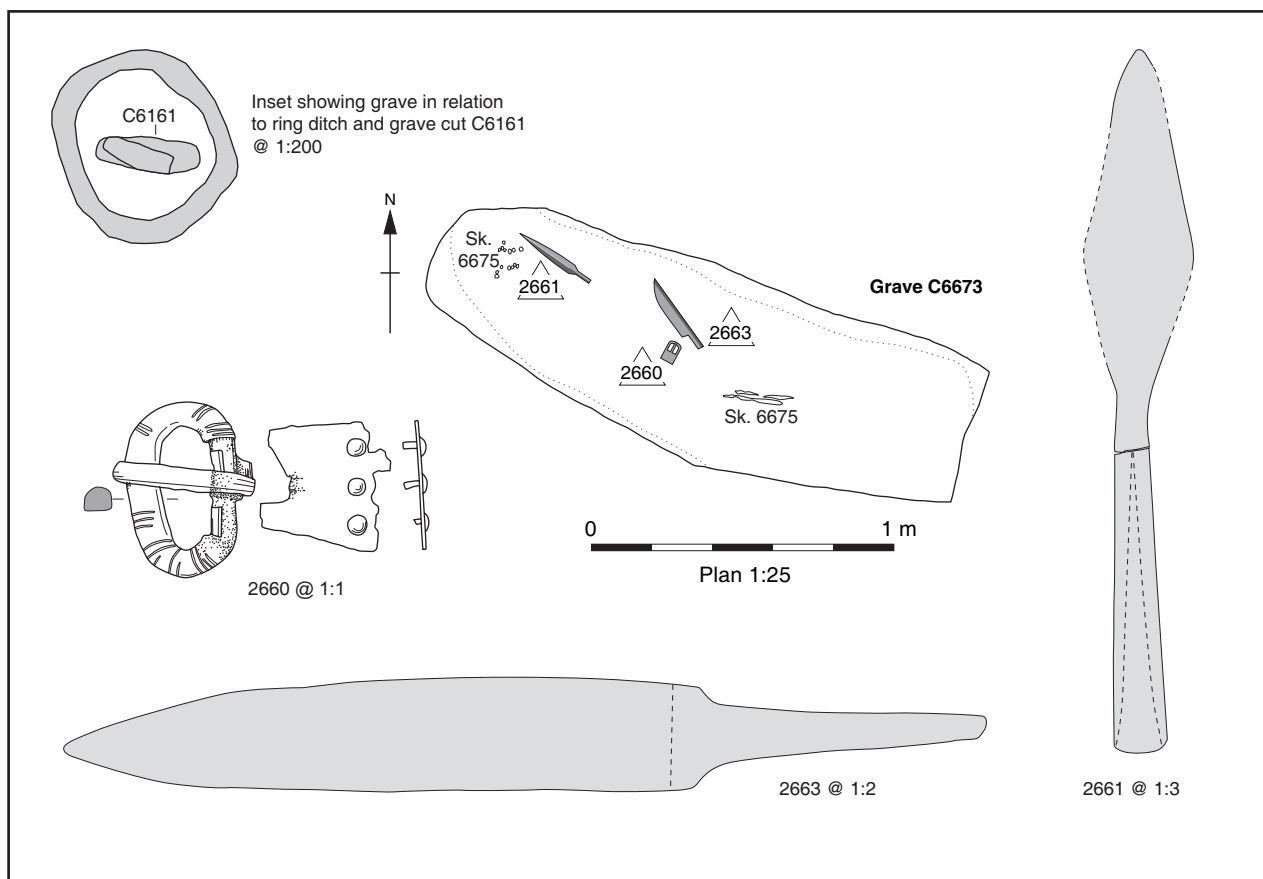 C6161
Inset showing grave in relation
to ring ditch and grave cut C6161
@ 1:200
N
Sk.
6675
2661
2663
2660
Grave C6673
Sk. 6675
0
1 m
Plan 1:25
2660 @ 1:1
2663 @ 1:2
2661 @ 1:3